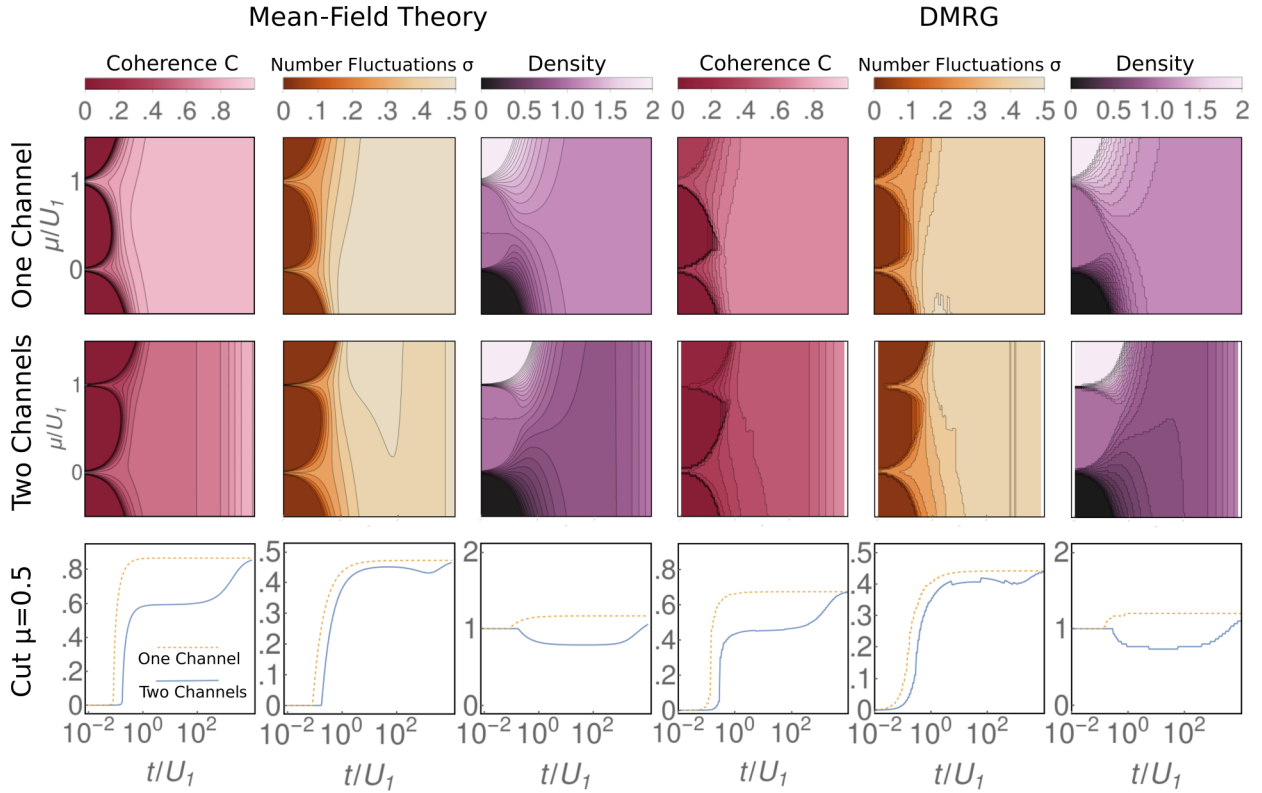 Mean-Field Theory DMRG
Coherence C Number Fluctuations σ Density Coherence C Number Fluctuations σ Density
0 .2 .4 .6 .8 0 .1 .2 .3 .4 .5 0 0.5 1.0 1.5 2 0 .2 .4 .6 .8 0 .1 .2 .3 .4 .5 0 0.5 1.0 1.5 2
One Channel
μ/U₁
1
0
Two Channels
μ/U₁
1
0
Cut μ=0.5
.8 .5 2 .8 .5 2
.6 .4 .6 .4
.3 1 .3 1
.4 .2 .4 .2
.2 .1 .2 .1
0 0 0 0 0 0
One Channel
Two Channels
10⁻² 10⁰ 10² 10⁻² 10⁰ 10² 10⁻² 10⁰ 10² 10⁻² 10⁰ 10² 10⁻² 10⁰ 10² 10⁻² 10⁰ 10²
t/U₁ t/U₁ t/U₁ t/U₁ t/U₁ t/U₁